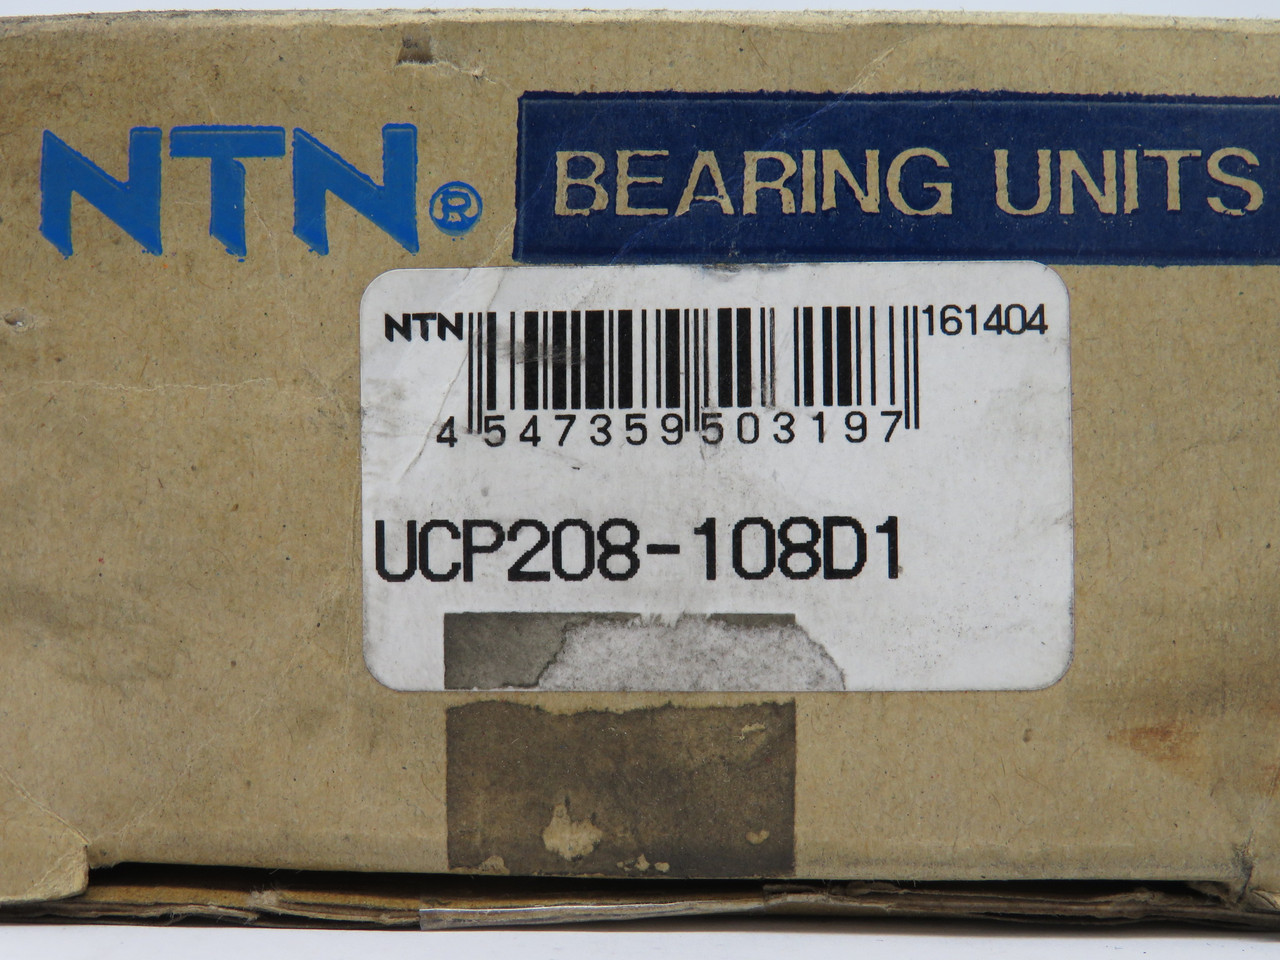 NTN® BEARING UNITS
NTN 161404
4 547359 503197
UCP208-108D1